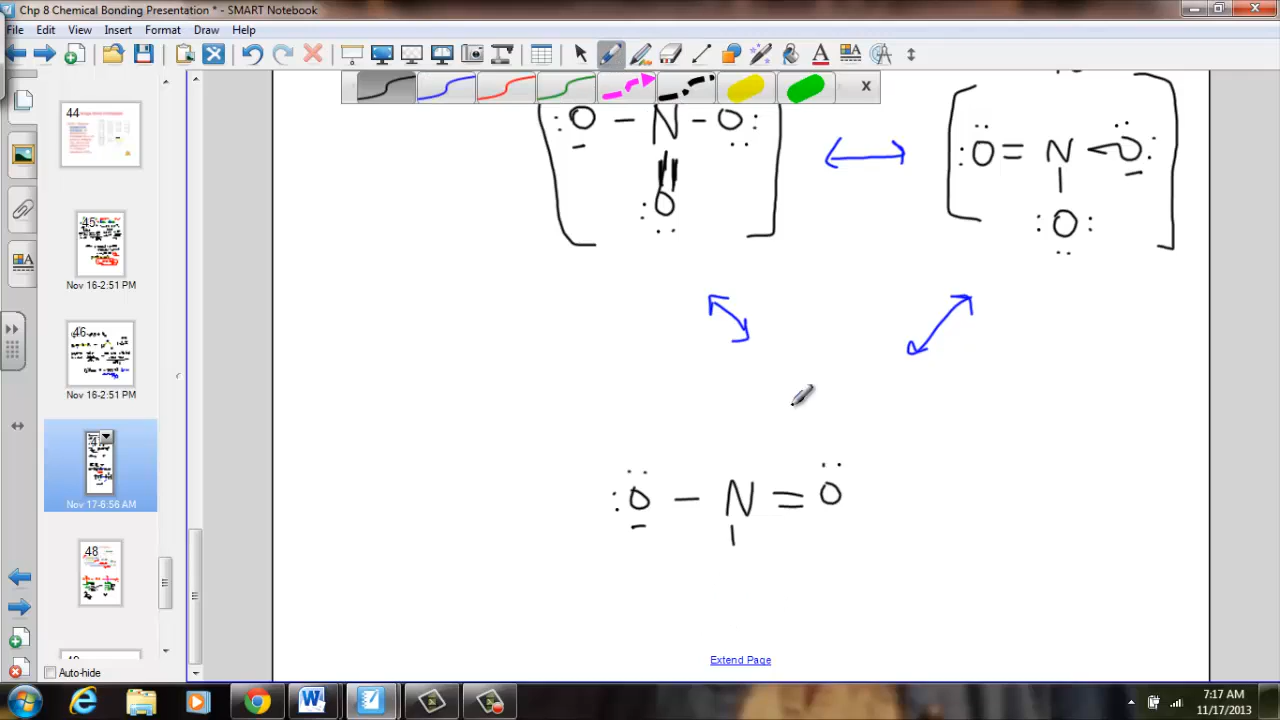 Chp 8 Chemical Bonding Presentation * - SMART Notebook
File Edit View Insert Format Draw Help
44
45
Nov 16-2:51 PM
46
Nov 16-2:51 PM
Nov 17-6:56 AM
48
Auto-hide
:O – N – O:
O
O = N – O
O
O – N = O
Extend Page
7:17 AM
11/17/2013